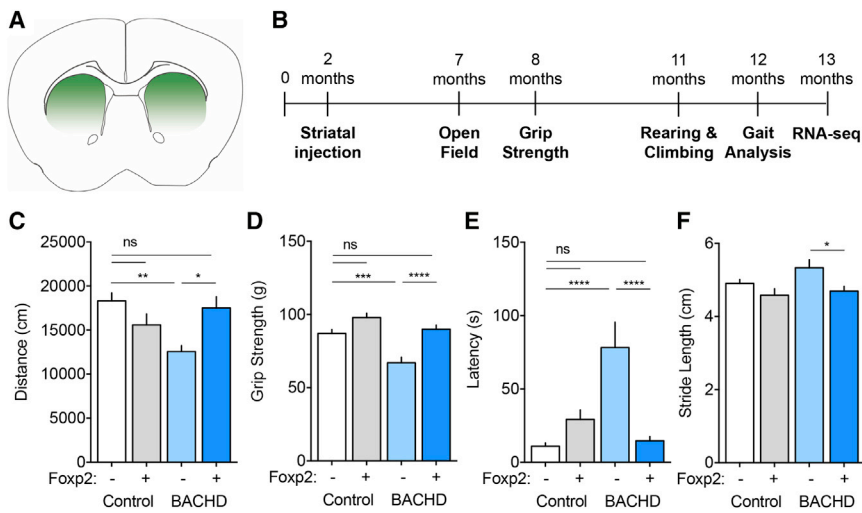 A
B
0
2 months
7 months
8 months
11 months
12 months
13 months
Striatal injection
Open Field
Grip Strength
Rearing & Climbing
Gait Analysis
RNA-seq
C
Distance (cm)
25000
20000
15000
10000
5000
0
ns
**
*
Foxp2: - + - +
Control BACHD
D
Grip Strength (g)
150
100
50
0
ns
***
****
- + - +
Foxp2:
Control BACHD
E
Latency (s)
150
100
50
0
ns
****
****
Foxp2: - + - +
Control BACHD
F
Stride Length (cm)
6
4
2
0
*
Foxp2: - + - +
Control BACHD